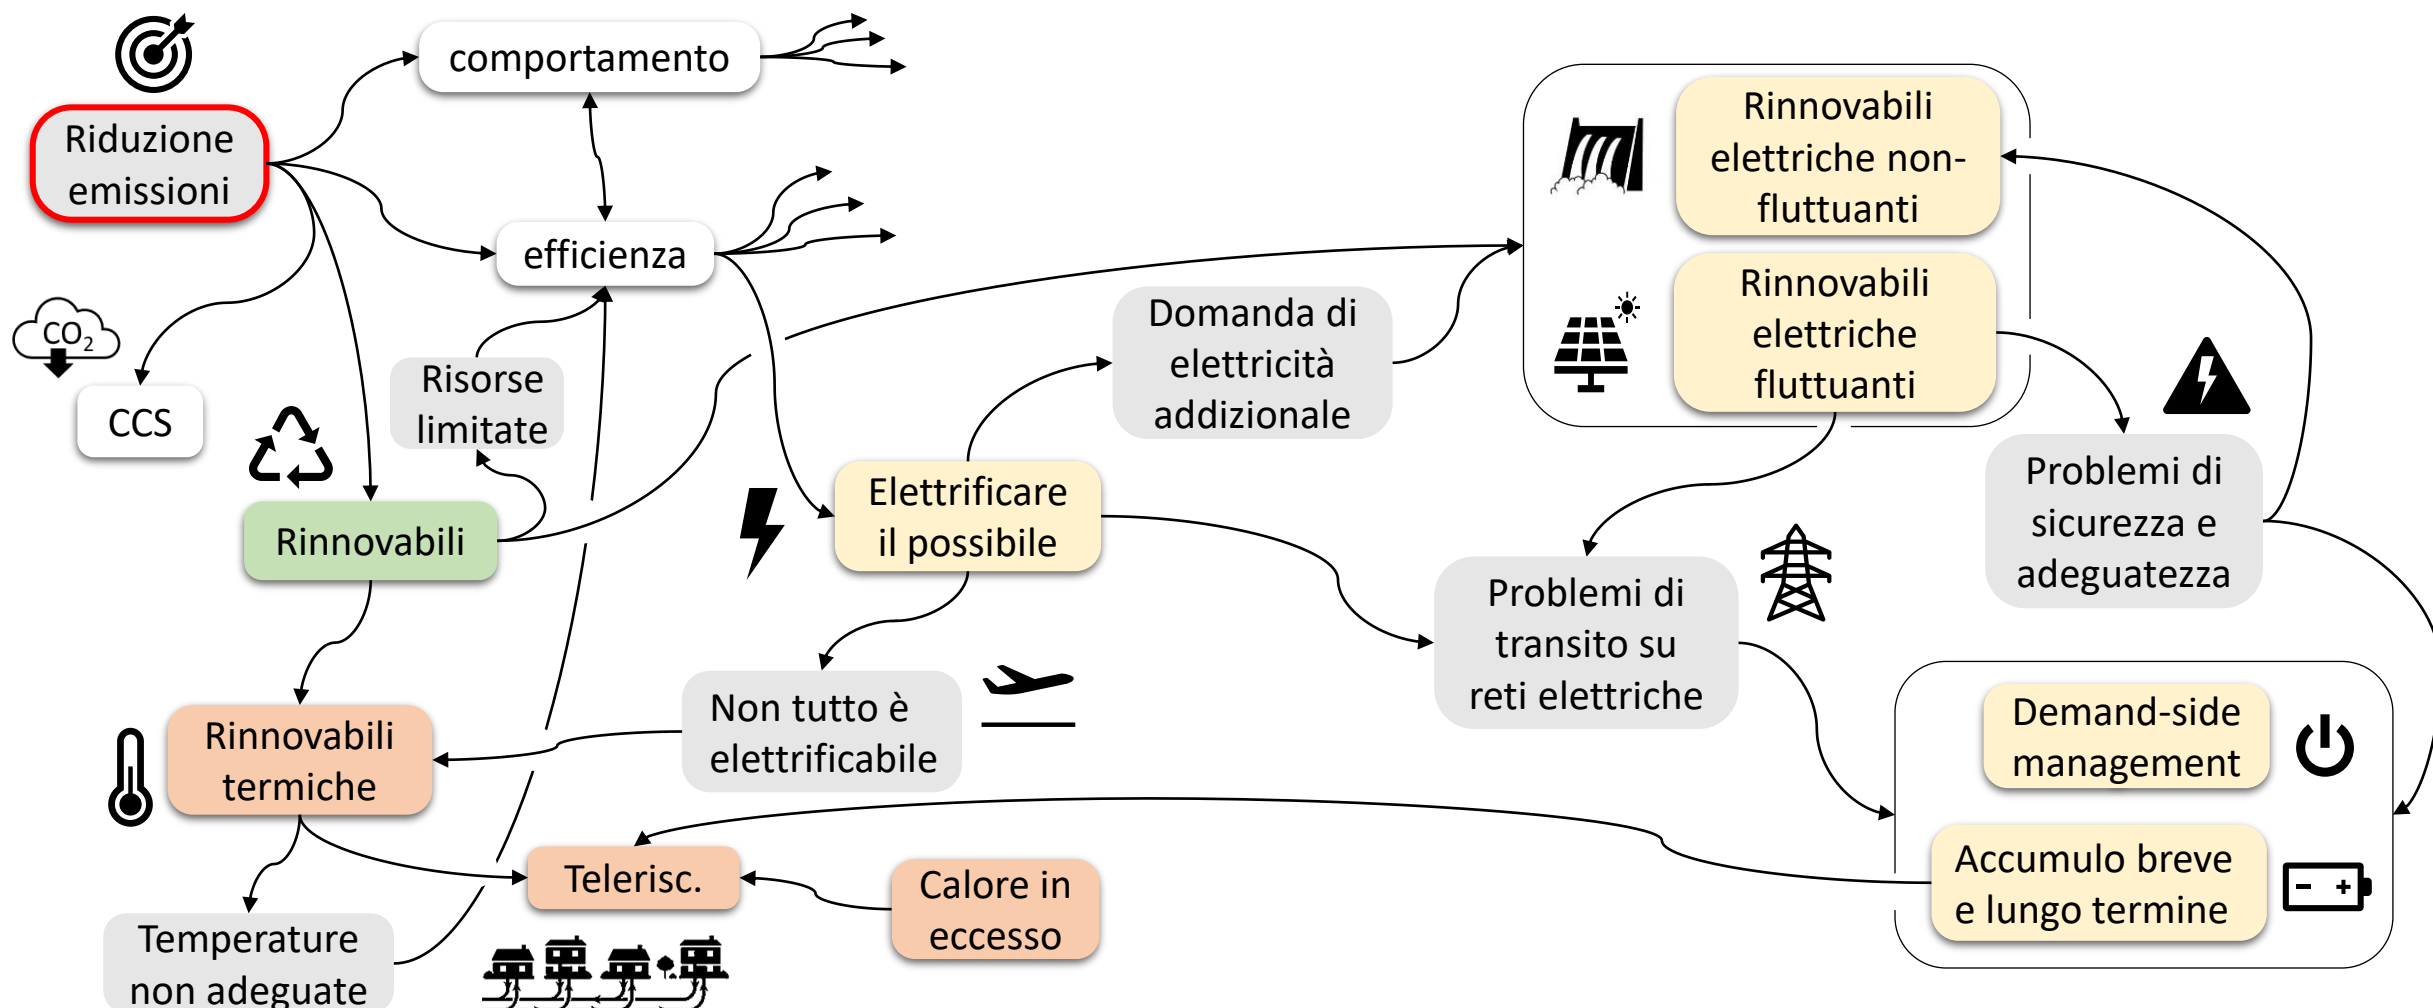 comportamento
Riduzione
emissioni
efficienza
CO₂
CCS
Risorse
limitate
Rinnovabili
Rinnovabili
elettriche non-
fluttuanti
Rinnovabili
elettriche
fluttuanti
Domanda di
elettricità
addizionale
Elettrificare
il possibile
Problemi di
sicurezza e
adeguatezza
Problemi di
transito su
reti elettriche
Non tutto è
elettrificabile
Rinnovabili
termiche
Demand-side
management
Telerisc.
Calore in
eccesso
Accumulo breve
e lungo termine
- +
Temperature
non adeguate